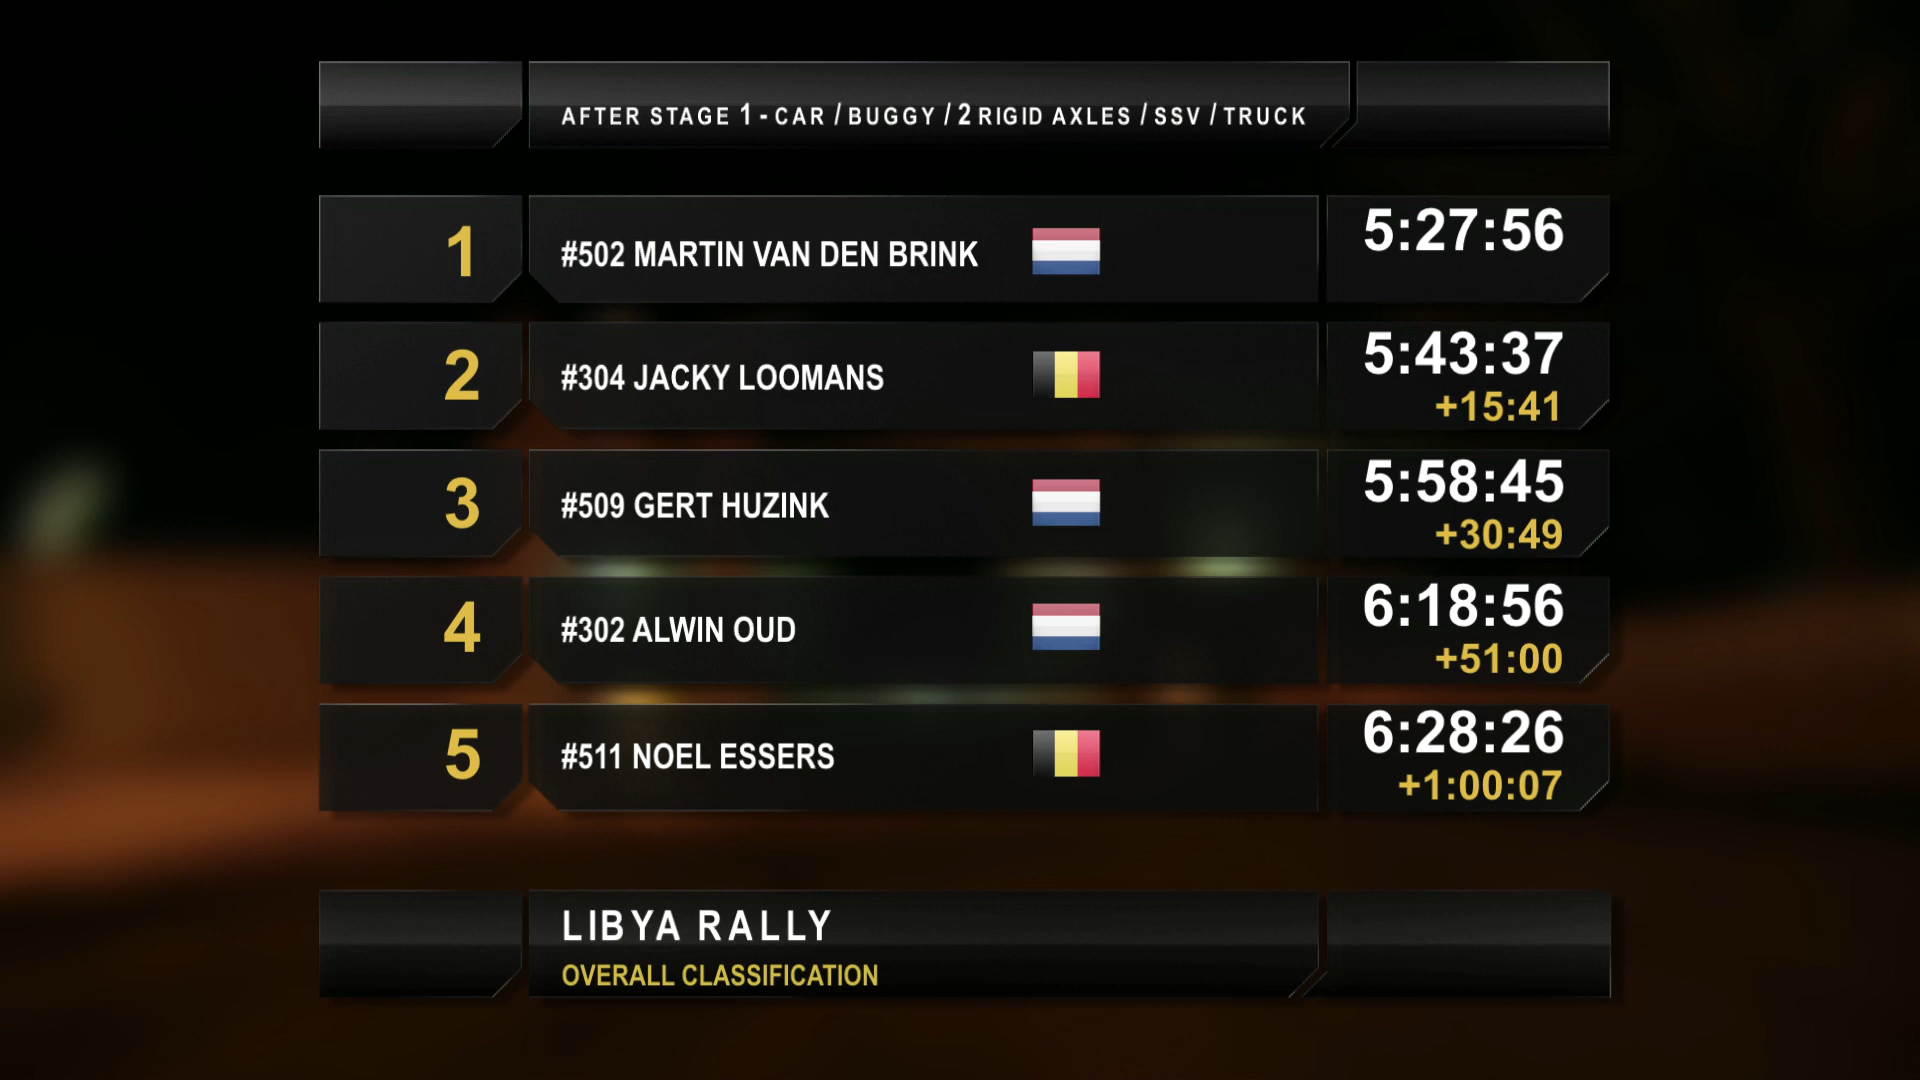 AFTER STAGE 1 - CAR / BUGGY / 2 RIGID AXLES / SSV / TRUCK
1 #502 MARTIN VAN DEN BRINK 5:27:56
2 #304 JACKY LOOMANS 5:43:37
+15:41
3 #509 GERT HUZINK 5:58:45
+30:49
4 #302 ALWIN OUD 6:18:56
+51:00
5 #511 NOEL ESSERS 6:28:26
+1:00:07
LIBYA RALLY
OVERALL CLASSIFICATION